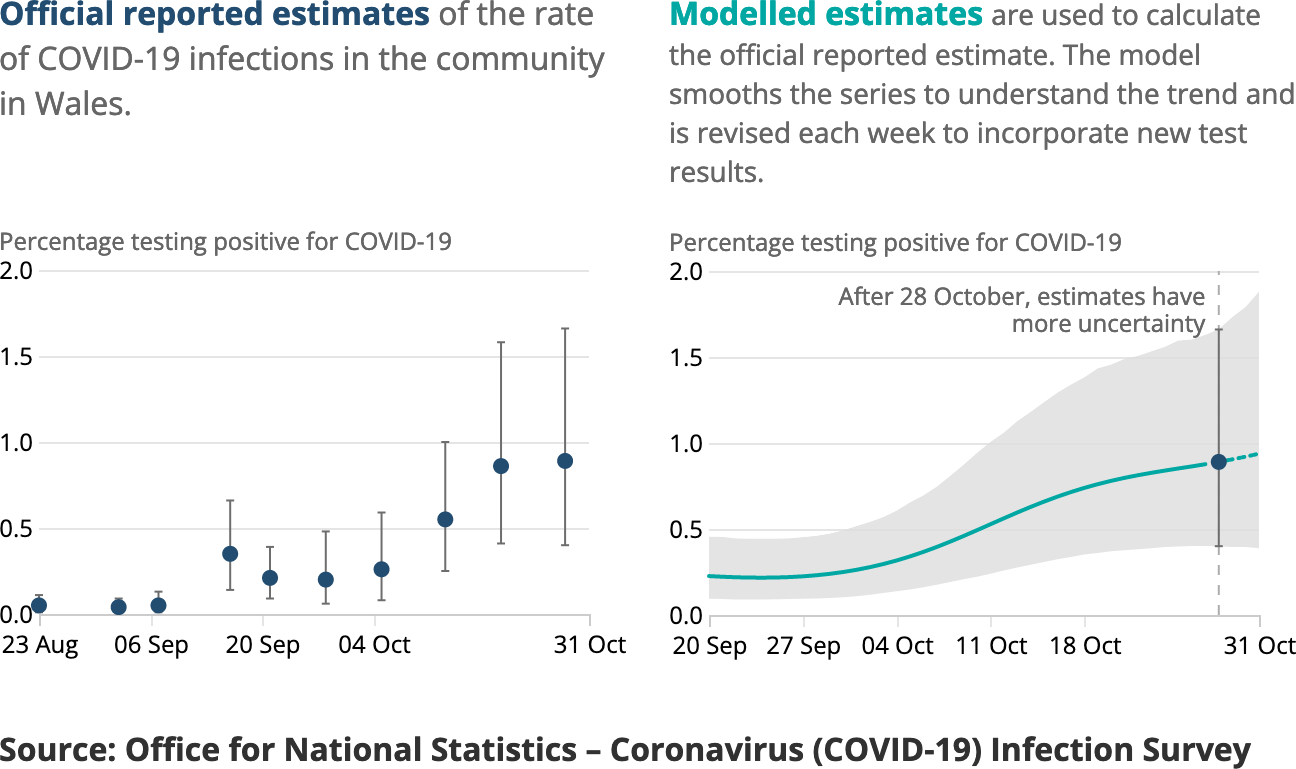 Official reported estimates of the rate
of COVID-19 infections in the community
in Wales.
Modelled estimates are used to calculate
the official reported estimate. The model
smooths the series to understand the trend and
is revised each week to incorporate new test
results.
Percentage testing positive for COVID-19
2.0
1.5
1.0
0.5
0.0
23 Aug 06 Sep 20 Sep 04 Oct 31 Oct
Percentage testing positive for COVID-19
2.0
After 28 October, estimates have
more uncertainty
1.5
1.0
0.5
0.0
20 Sep 27 Sep 04 Oct 11 Oct 18 Oct 31 Oct
Source: Office for National Statistics – Coronavirus (COVID-19) Infection Survey